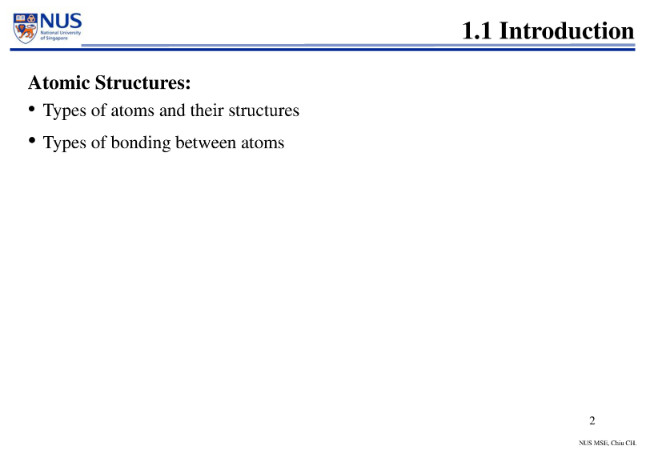 NUS
National University
of Singapore
1.1 Introduction
Atomic Structures:
• Types of atoms and their structures
• Types of bonding between atoms
2
NUS MSE, Chiu CH.